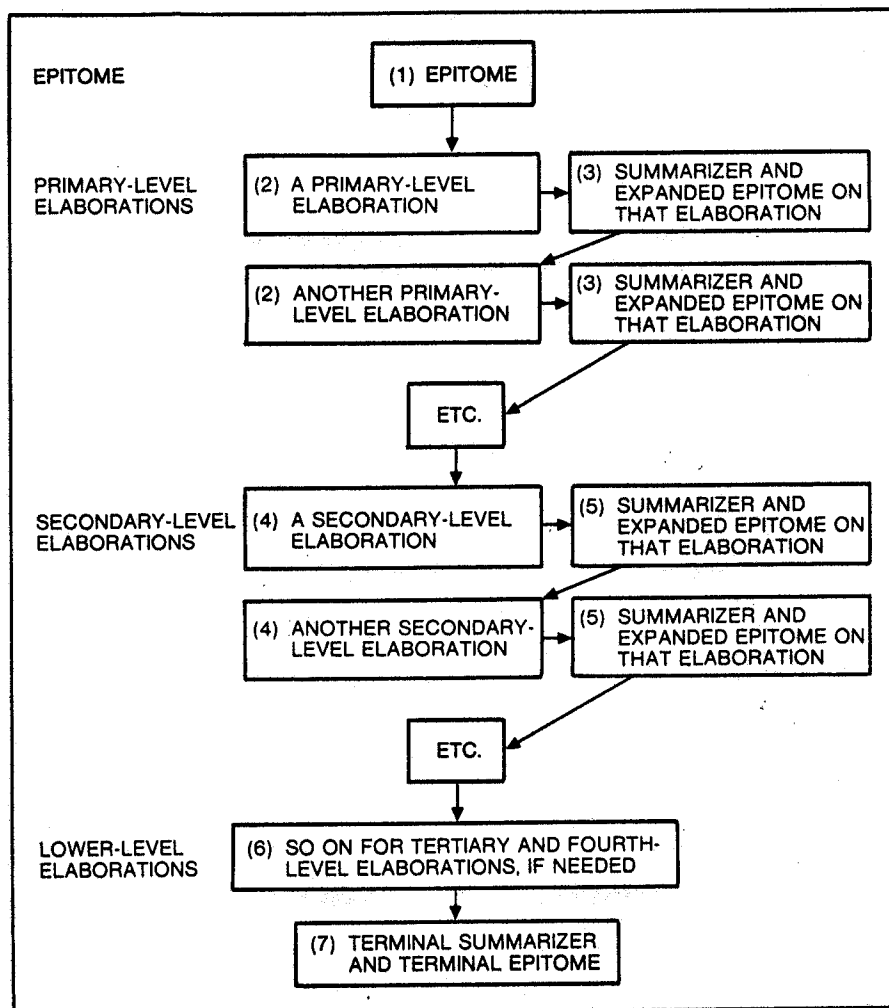 EPITOME
(1) EPITOME
PRIMARY-LEVEL
ELABORATIONS
(2) A PRIMARY-LEVEL
ELABORATION
(3) SUMMARIZER AND
EXPANDED EPITOME ON
THAT ELABORATION
(2) ANOTHER PRIMARY-
LEVEL ELABORATION
(3) SUMMARIZER AND
EXPANDED EPITOME ON
THAT ELABORATION
ETC.
SECONDARY-LEVEL
ELABORATIONS
(4) A SECONDARY-LEVEL
ELABORATION
(5) SUMMARIZER AND
EXPANDED EPITOME ON
THAT ELABORATION
(4) ANOTHER SECONDARY-
LEVEL ELABORATION
(5) SUMMARIZER AND
EXPANDED EPITOME ON
THAT ELABORATION
ETC.
LOWER-LEVEL
ELABORATIONS
(6) SO ON FOR TERTIARY AND FOURTH-
LEVEL ELABORATIONS, IF NEEDED
(7) TERMINAL SUMMARIZER
AND TERMINAL EPITOME